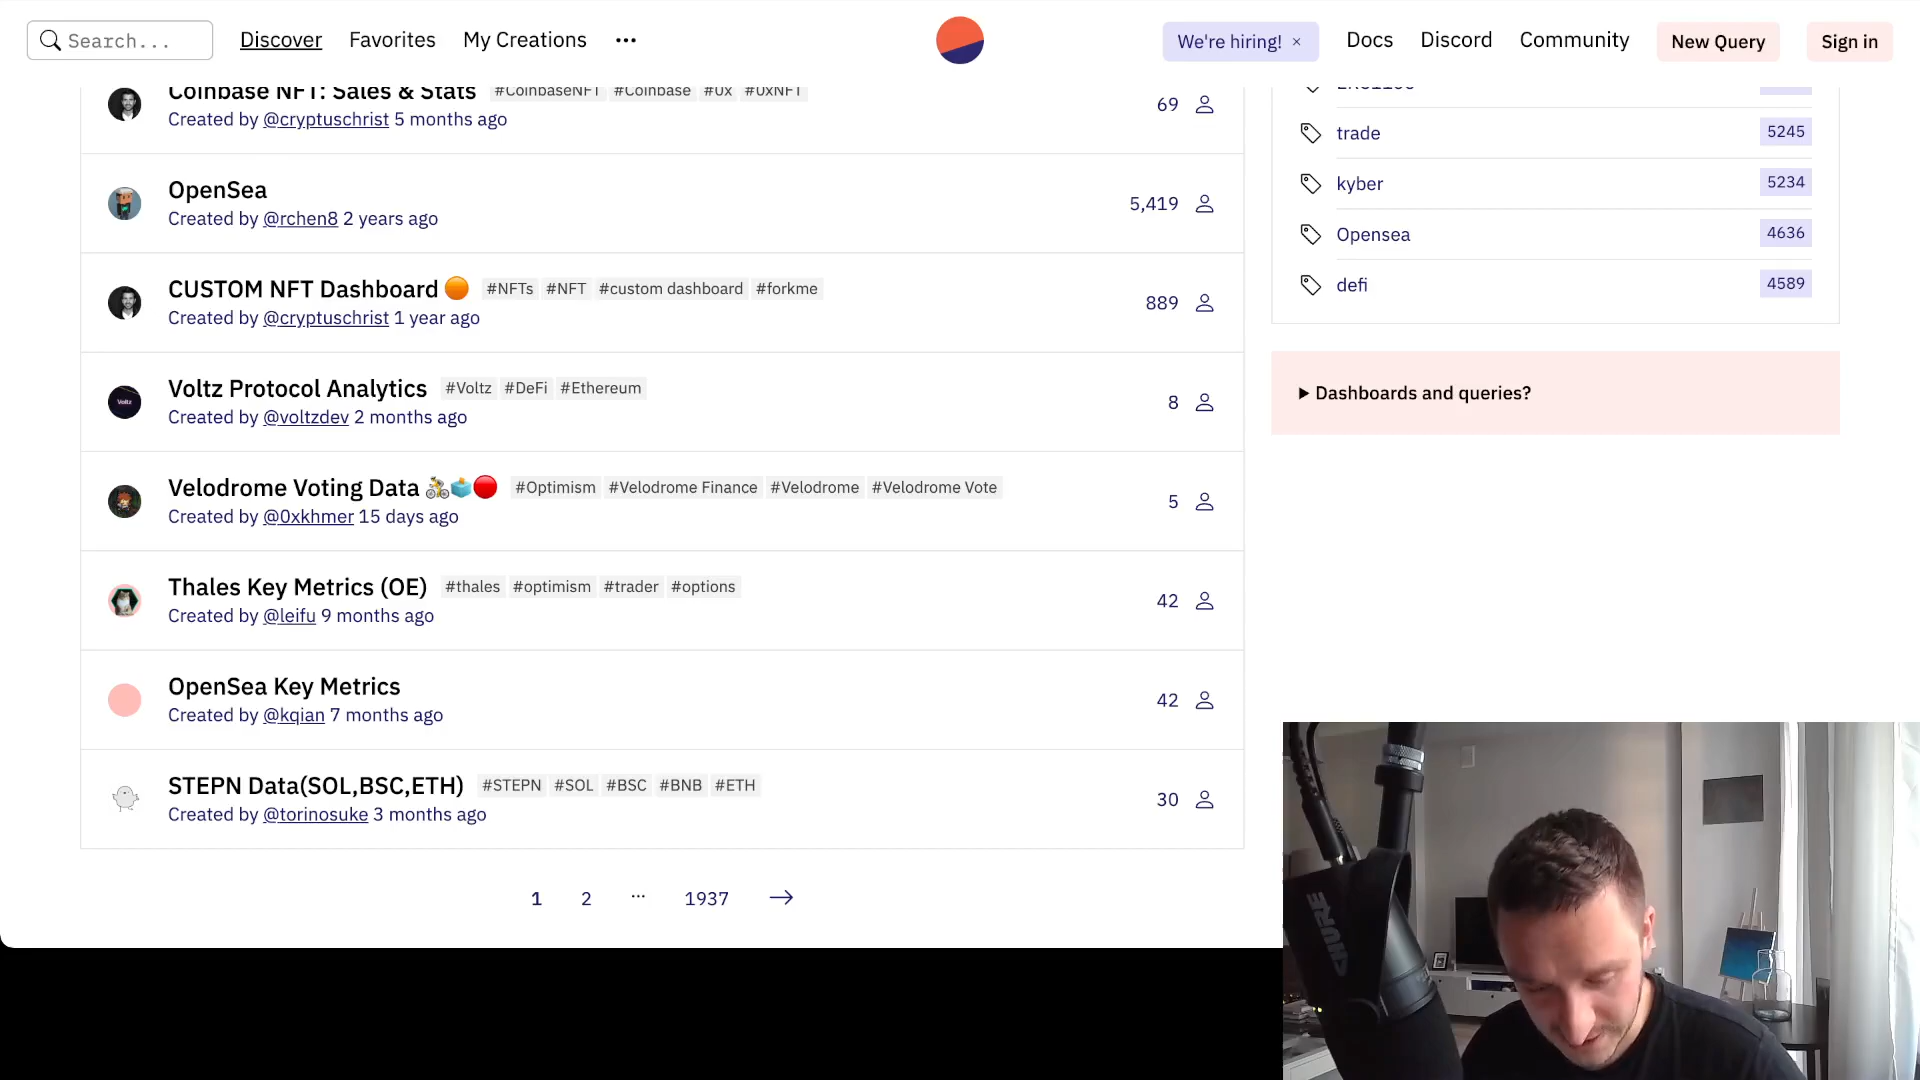 Search...
Discover
Favorites
My Creations
We're hiring! ×
Docs
Discord
Community
New Query
Sign in
Coinbase NFT: Sales & Stats #CoinbaseNFT #Coinbase #Ux #UxNFT
Created by @cryptuschrist 5 months ago
69
OpenSea
Created by @rchen8 2 years ago
5,419
CUSTOM NFT Dashboard 🟠 #NFTs #NFT #custom dashboard #forkme
Created by @cryptuschrist 1 year ago
889
Voltz Protocol Analytics #Voltz #DeFi #Ethereum
Created by @voltzdev 2 months ago
8
Velodrome Voting Data 🚴🗳🔴 #Optimism #Velodrome Finance #Velodrome #Velodrome Vote
Created by @0xkhmer 15 days ago
5
Thales Key Metrics (OE) #thales #optimism #trader #options
Created by @leifu 9 months ago
42
OpenSea Key Metrics
Created by @kqian 7 months ago
42
STEPN Data(SOL,BSC,ETH) #STEPN #SOL #BSC #BNB #ETH
Created by @torinosuke 3 months ago
30
1 2 ... 1937 →
trade 5245
kyber 5234
Opensea 4636
defi 4589
▶ Dashboards and queries?
SHURE